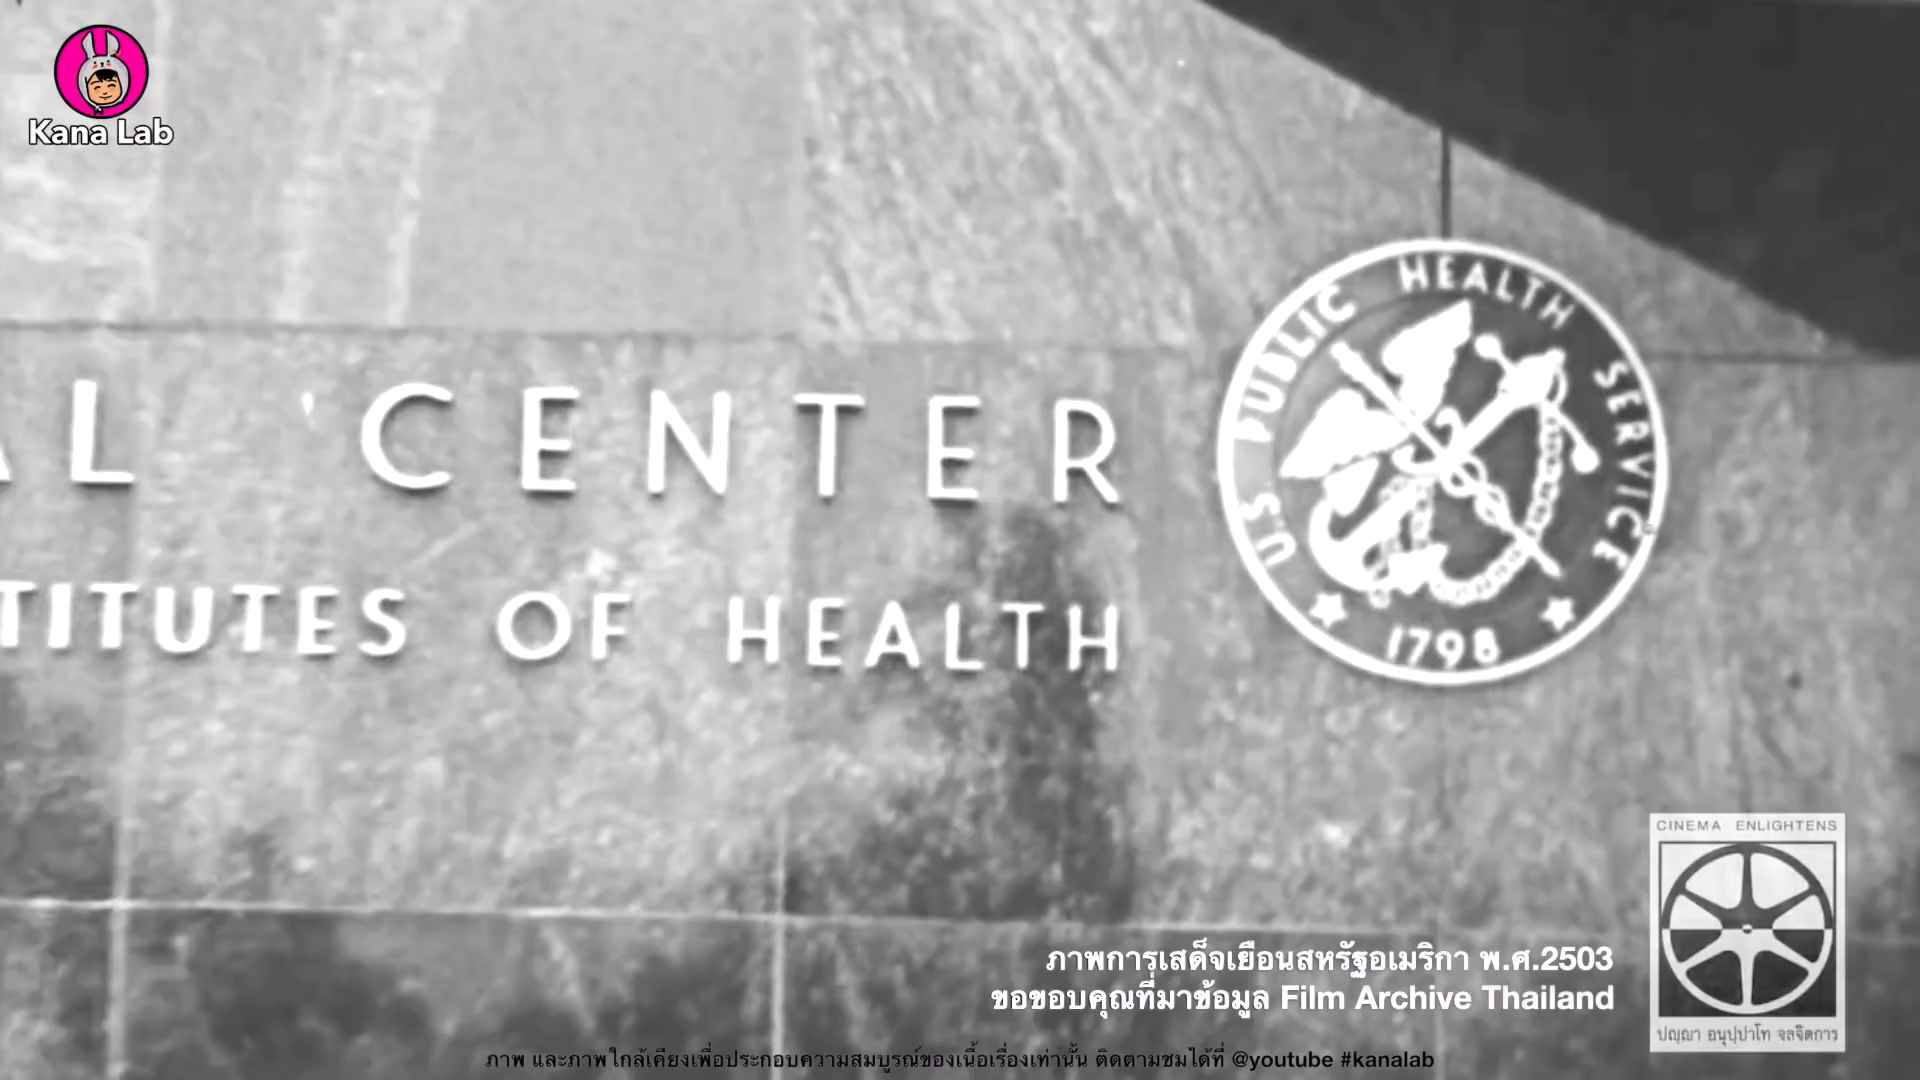 Kana Lab
AL CENTER
TITUTES OF HEALTH
U.S. PUBLIC HEALTH SERVICE
1798
CINEMA ENLIGHTENS
ภาพการเสด็จเยือนสหรัฐอเมริกา พ.ศ.2503
ขอขอบคุณที่มาข้อมูล Film Archive Thailand
ปญฺญา อนุปฺปาโท จลจิตการ
ภาพ และภาพใกล้เคียงเพื่อประกอบความสมบูรณ์ของเนื้อเรื่องเท่านั้น ติดตามชมได้ที่ @youtube #kanalab